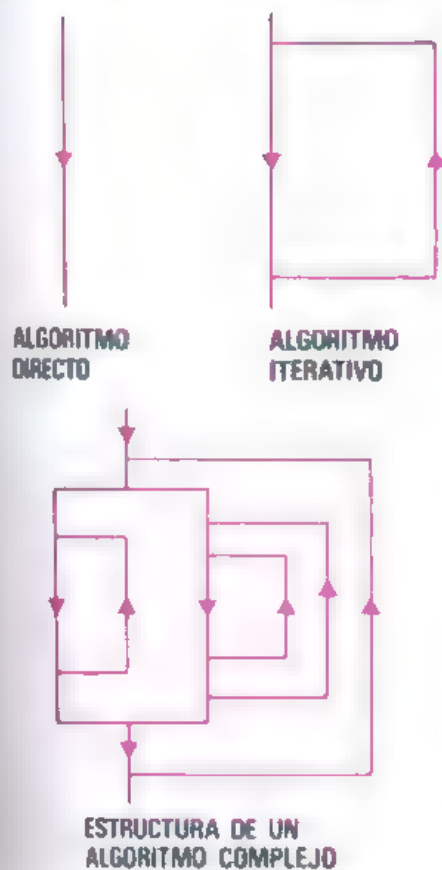 ALGORITMO
DIRECTO
ALGORITMO
ITERATIVO
ESTRUCTURA DE UN
ALGORITMO COMPLEJO